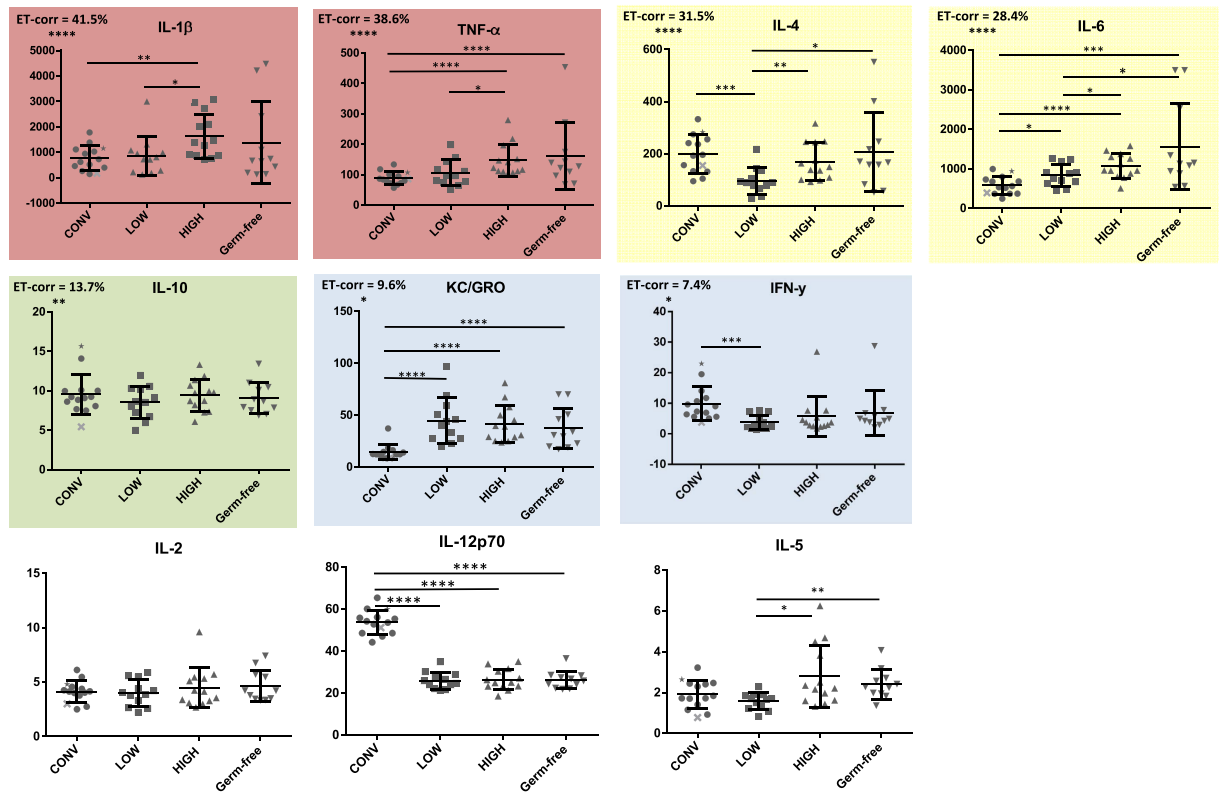 ET-corr = 41.5%
IL-1β
****
5000
4000
3000
2000
1000
0
-1000
**
*
CONV
LOW
HIGH
Germ-free
ET-corr = 38.6%
TNF-α
****
500
400
300
200
100
0
****
****
*
CONV
LOW
HIGH
Germ-free
ET-corr = 31.5%
IL-4
****
600
400
200
0
*
**
***
CONV
LOW
HIGH
Germ-free
ET-corr = 28.4%
IL-6
****
4000
3000
2000
1000
0
***
*
*
****
*
CONV
LOW
HIGH
Germ-free
ET-corr = 13.7%
IL-10
**
20
15
10
5
0
CONV
LOW
HIGH
Germ-free
ET-corr = 9.6%
KC/GRO
*
150
100
50
0
****
****
****
CONV
LOW
HIGH
Germ-free
ET-corr = 7.4%
IFN-y
*
40
30
20
10
0
-10
***
CONV
LOW
HIGH
Germ-free
IL-2
15
10
5
0
CONV
LOW
HIGH
Germ-free
IL-12p70
80
60
40
20
0
****
****
****
CONV
LOW
HIGH
Germ-free
IL-5
8
6
4
2
0
**
*
CONV
LOW
HIGH
Germ-free